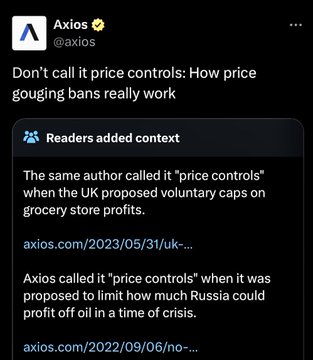 Axios
@axios
Don’t call it price controls: How price
gouging bans really work
Readers added context
The same author called it "price controls"
when the UK proposed voluntary caps on
grocery store profits.
axios.com/2023/05/31/uk-...
Axios called it "price controls" when it was
proposed to limit how much Russia could
profit off oil in a time of crisis.
axios.com/2022/09/06/no-...